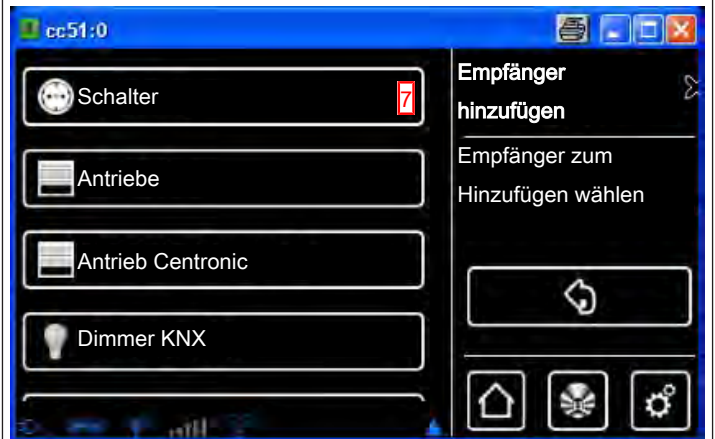 cc51:0
Schalter
7
Antriebe
Antrieb Centronic
Dimmer KNX
Empfänger
hinzufügen
Empfänger zum
Hinzufügen wählen